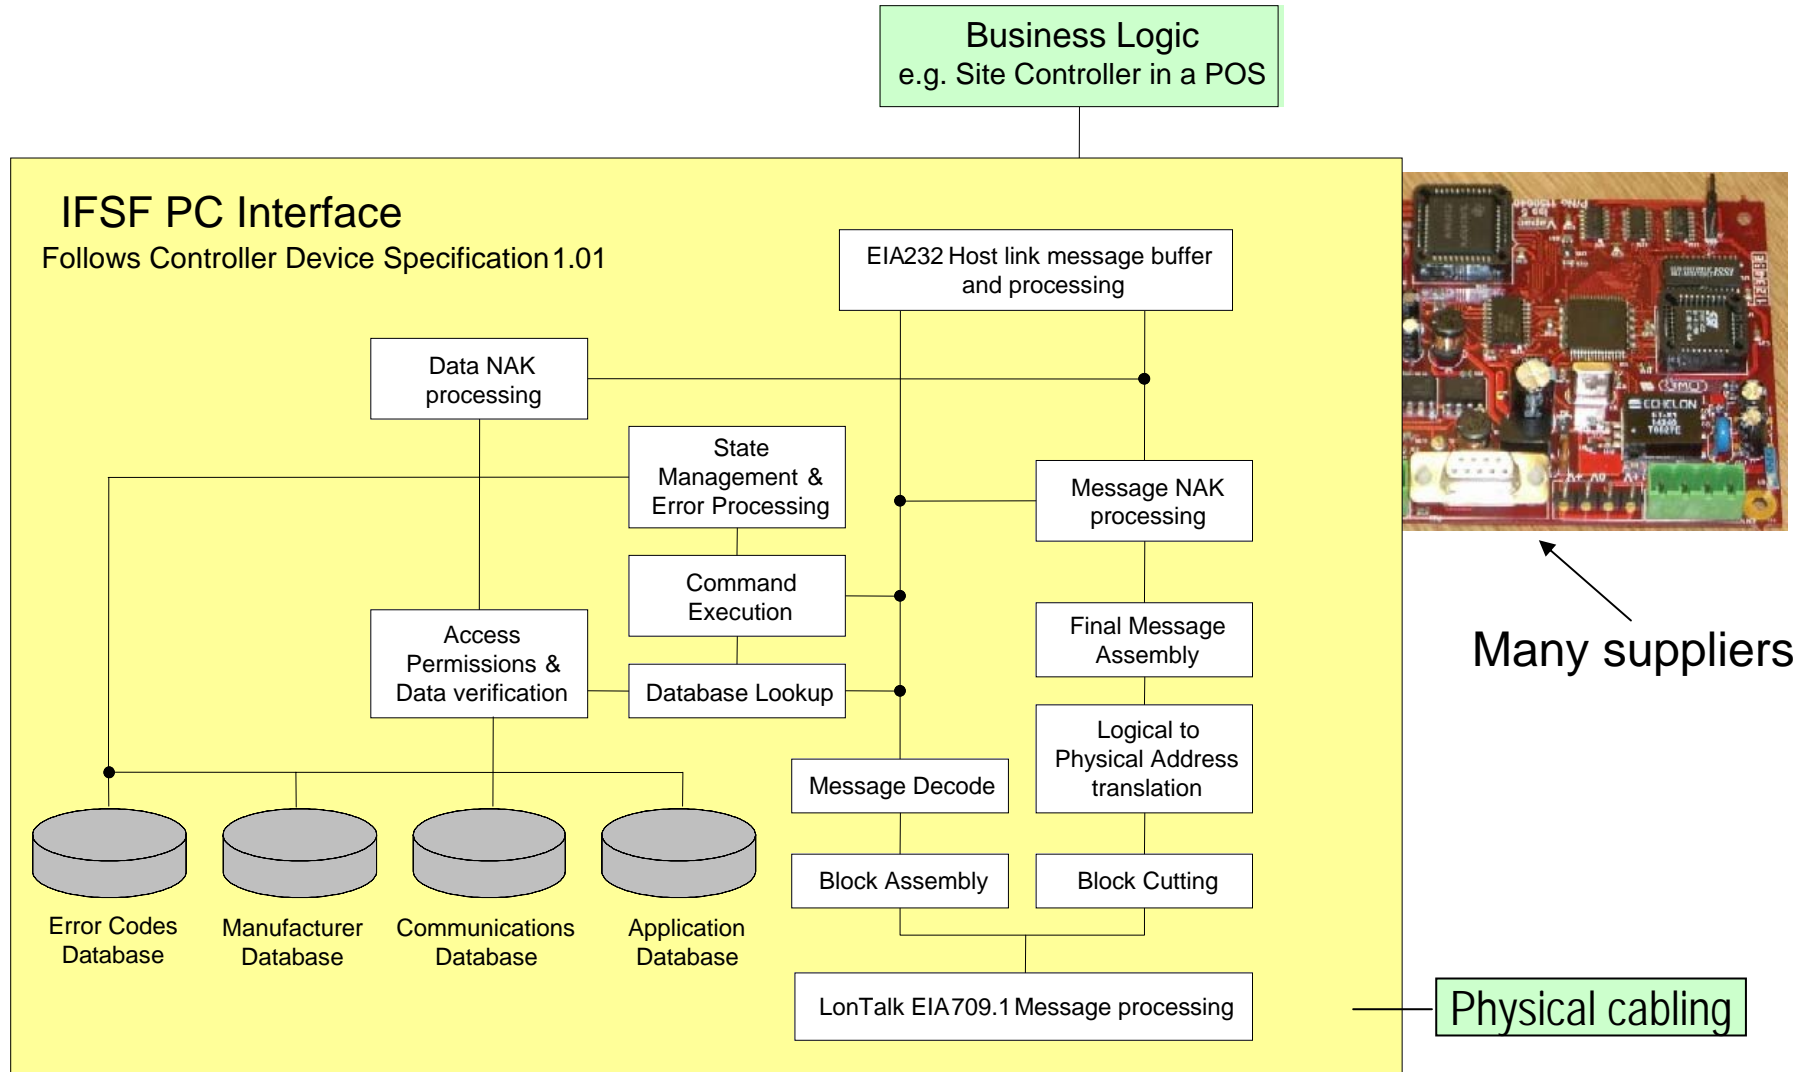 Business Logic
e.g. Site Controller in a POS
IFSF PC Interface
Follows Controller Device Specification 1.01
EIA232 Host link message buffer
and processing
Data NAK
processing
State
Management &
Error Processing
Message NAK
processing
Command
Execution
Access
Permissions &
Data verification
Final Message
Assembly
Database Lookup
Logical to
Physical Address
translation
Message Decode
Block Assembly
Block Cutting
Error Codes
Database
Manufacturer
Database
Communications
Database
Application
Database
LonTalk EIA709.1 Message processing
ECHELON
Many suppliers
Physical cabling